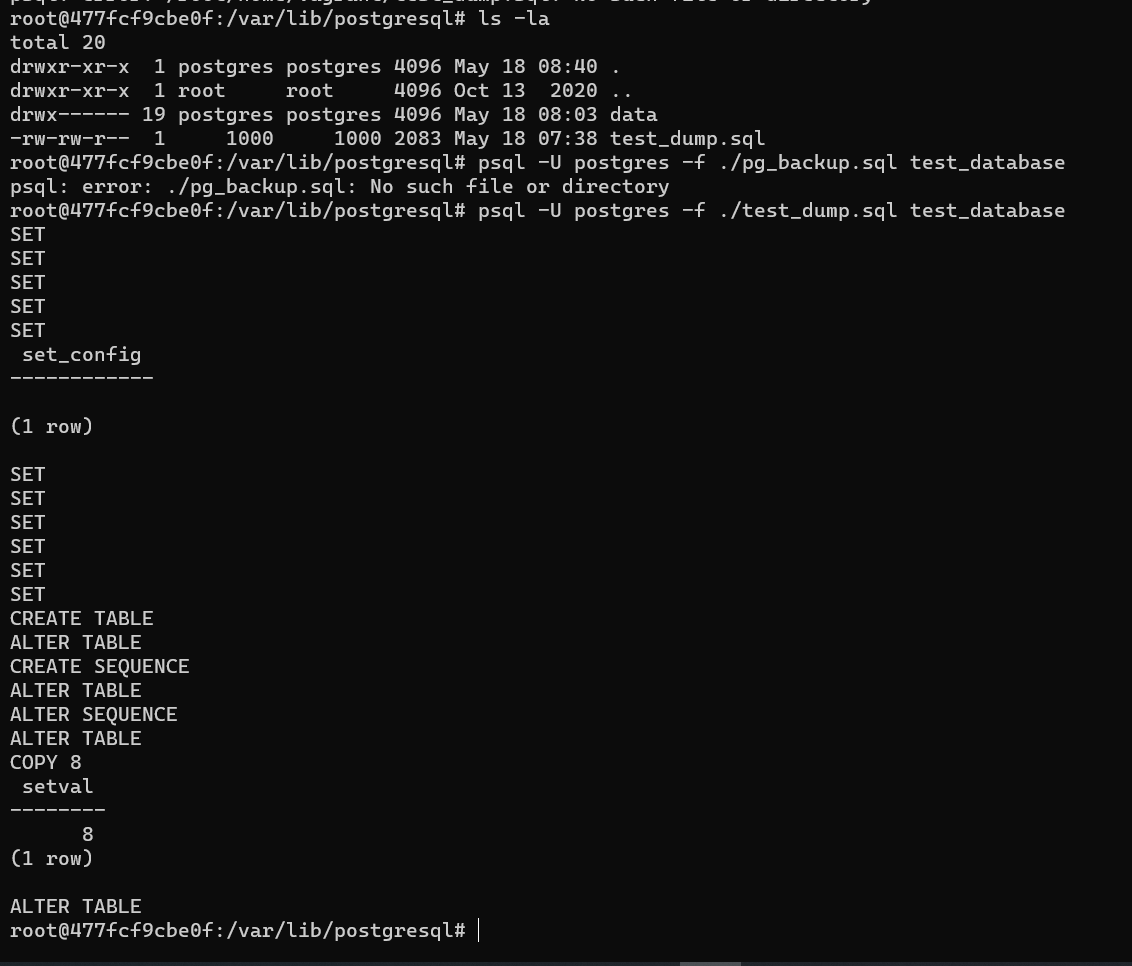 root@477fcf9cbe0f:/var/lib/postgresql# ls -la
total 20
drwxr-xr-x  1 postgres postgres 4096 May 18 08:40 .
drwxr-xr-x  1 root     root     4096 Oct 13  2020 ..
drwx------ 19 postgres postgres 4096 May 18 08:03 data
-rw-rw-r--  1     1000     1000 2083 May 18 07:38 test_dump.sql
root@477fcf9cbe0f:/var/lib/postgresql# psql -U postgres -f ./pg_backup.sql test_database
psql: error: ./pg_backup.sql: No such file or directory
root@477fcf9cbe0f:/var/lib/postgresql# psql -U postgres -f ./test_dump.sql test_database
SET
SET
SET
SET
SET
 set_config
------------

(1 row)

SET
SET
SET
SET
SET
SET
CREATE TABLE
ALTER TABLE
CREATE SEQUENCE
ALTER TABLE
ALTER SEQUENCE
ALTER TABLE
COPY 8
 setval
--------
      8
(1 row)

ALTER TABLE
root@477fcf9cbe0f:/var/lib/postgresql#